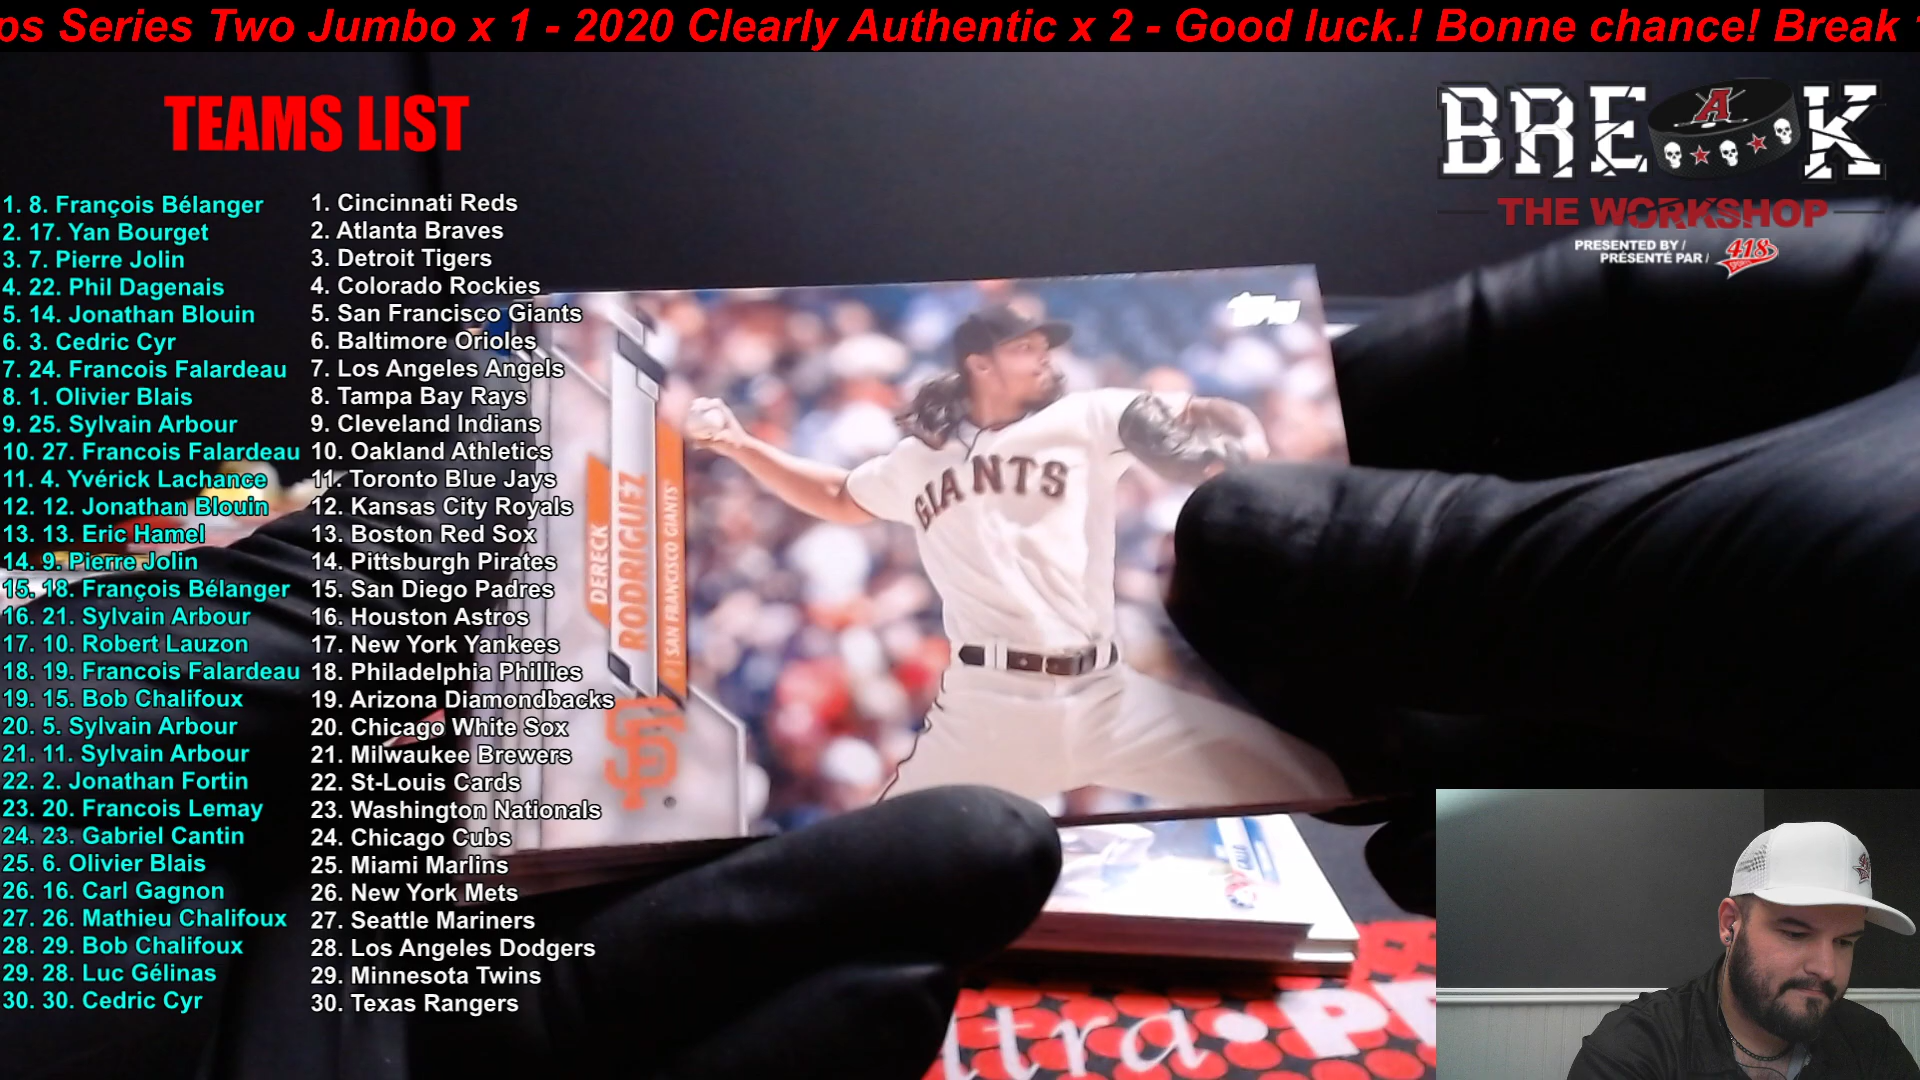 os Series Two Jumbo x 1 - 2020 Clearly Authentic x 2 - Good luck.! Bonne chance! Break
TEAMS LIST
1. 8. François Bélanger 1. Cincinnati Reds
2. 17. Yan Bourget 2. Atlanta Braves
3. 7. Pierre Jolin 3. Detroit Tigers
4. 22. Phil Dagenais 4. Colorado Rockies
5. 14. Jonathan Blouin 5. San Francisco Giants
6. 3. Cedric Cyr 6. Baltimore Orioles
7. 24. Francois Falardeau 7. Los Angeles Angels
8. 1. Olivier Blais 8. Tampa Bay Rays
9. 25. Sylvain Arbour 9. Cleveland Indians
10. 27. Francois Falardeau 10. Oakland Athletics
11. 4. Yvérick Lachance 11. Toronto Blue Jays
12. 12. Jonathan Blouin 12. Kansas City Royals
13. 13. Eric Hamel 13. Boston Red Sox
14. 9. Pierre Jolin 14. Pittsburgh Pirates
15. 18. François Bélanger 15. San Diego Padres
16. 21. Sylvain Arbour 16. Houston Astros
17. 10. Robert Lauzon 17. New York Yankees
18. 19. Francois Falardeau 18. Philadelphia Phillies
19. 15. Bob Chalifoux 19. Arizona Diamondbacks
20. 5. Sylvain Arbour 20. Chicago White Sox
21. 11. Sylvain Arbour 21. Milwaukee Brewers
22. 2. Jonathan Fortin 22. St-Louis Cards
23. 20. Francois Lemay 23. Washington Nationals
24. 23. Gabriel Cantin 24. Chicago Cubs
25. 6. Olivier Blais 25. Miami Marlins
26. 16. Carl Gagnon 26. New York Mets
27. 26. Mathieu Chalifoux 27. Seattle Mariners
28. 29. Bob Chalifoux 28. Los Angeles Dodgers
29. 28. Luc Gélinas 29. Minnesota Twins
30. 30. Cedric Cyr 30. Texas Rangers
BREAK
THE WORKSHOP
PRESENTED BY /
PRÉSENTÉ PAR /
418
Topps
GIANTS
DERECK
RODRIGUEZ
SAN FRANCISCO GIANTS
SF
ltra PR